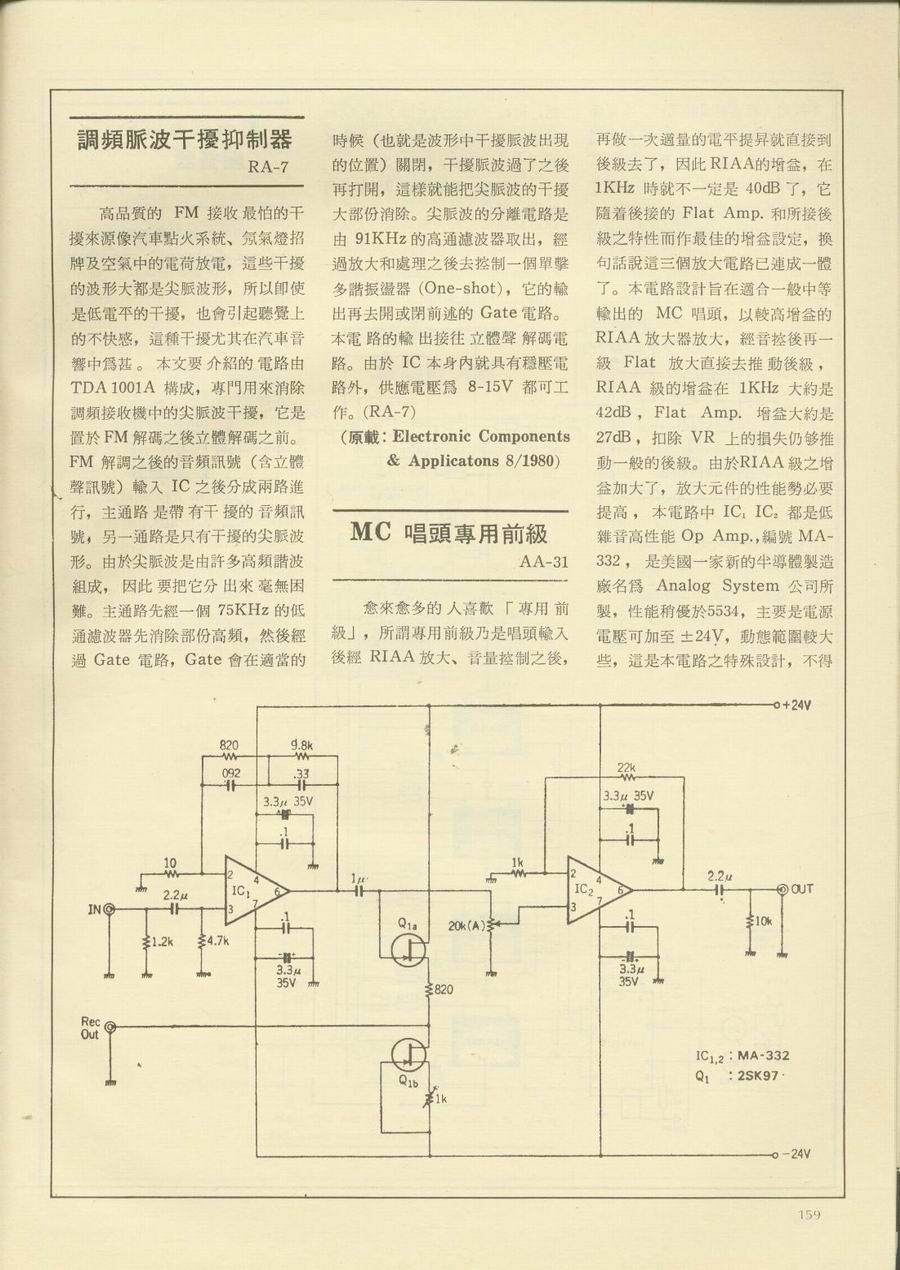 調頻脈波干擾抑制器
RA-7
高品質的 FM 接收最怕的干
擾來源像汽車點火系統、氖氣燈招
牌及空氣中的電荷放電，這些干擾
的波形大都是尖脈波形，所以卽使
是低電平的干擾，也會引起聽覺上
的不快感，這種干擾尤其在汽車音
響中爲甚。本文要介紹的電路由
TDA1001A 構成，專門用來消除
調頻接收機中的尖脈波干擾，它是
置於 FM 解碼之後立體解碼之前。
FM 解調之後的音頻訊號（含立體
聲訊號）輸入 IC 之後分成兩路進
行，主通路是帶有干擾的音頻訊
號，另一通路是只有干擾的尖脈波
形。由於尖脈波是由許多高頻諧波
組成，因此要把它分出來毫無困
難。主通路先經一個 75KHz 的低
通濾波器先消除部份高頻，然後經
過 Gate 電路，Gate 會在適當的
時候（也就是波形中干擾脈波出現
的位置）關閉，干擾脈波過了之後
再打開，這樣就能把尖脈波的干擾
大部份消除。尖脈波的分離電路是
由 91KHz 的高通濾波器取出，經
過放大和處理之後去控制一個單擊
多諧振盪器 (One-shot)，它的輸
出再去開或閉前述的 Gate 電路。
本電路的輸出接往立體聲解碼電
路。由於 IC 本身內就具有穩壓電
路外，供應電壓爲 8-15V 都可工
作。(RA-7)
（原載：Electronic Components
& Applicatons 8/1980)
MC 唱頭專用前級
AA-31
愈來愈多的人喜歡「專用前
級」，所謂專用前級乃是唱頭輸入
後經 RIAA 放大、音量控制之後，
再做一次適量的電平提昇就直接到
後級去了，因此 RIAA的增益，在
1KHz 時就不一定是 40dB 了，它
隨着後接的 Flat Amp. 和所接後
級之特性而作最佳的增益設定，換
句話說這三個放大電路已連成一體
了。本電路設計旨在適合一般中等
輸出的 MC 唱頭，以較高增益的
RIAA 放大器放大，經音控後再一
級 Flat 放大直接去推動後級，
RIAA 級的增益在 1KHz 大約是
42dB，Flat Amp. 增益大約是
27dB，扣除 VR 上的損失仍够推
動一般的後級。由於RIAA級之增
益加大了，放大元件的性能勢必要
提高，本電路中 IC₁ IC₂ 都是低
雜音高性能 Op Amp.,編號 MA-
332，是美國一家新的半導體製造
廠名爲 Analog System 公司所
製，性能稍優於5534，主要是電源
電壓可加至 ±24V，動態範圍較大
些，這是本電路之特殊設計，不得
+24V
820
9.8k
092
.33
3.3μ 35V
.1
10
2
4
IC₁
6
3
7
IN
2.2μ
1.2k
4.7k
.1
3.3μ
35V
1μ
Q1a
820
Rec
Out
Q1b
1k
20k(A)
1k
22k
3.3μ 35V
.1
2
4
IC₂
6
3
7
.1
3.3μ
35V
2.2μ
OUT
10k
IC₁,₂ : MA-332
Q₁ : 2SK97
-24V
159